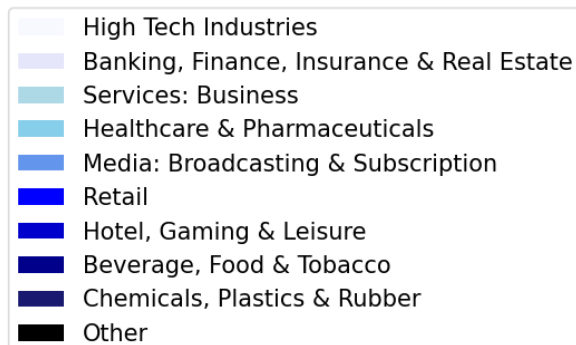 High Tech Industries
Banking, Finance, Insurance & Real Estate
Services: Business
Healthcare & Pharmaceuticals
Media: Broadcasting & Subscription
Retail
Hotel, Gaming & Leisure
Beverage, Food & Tobacco
Chemicals, Plastics & Rubber
Other